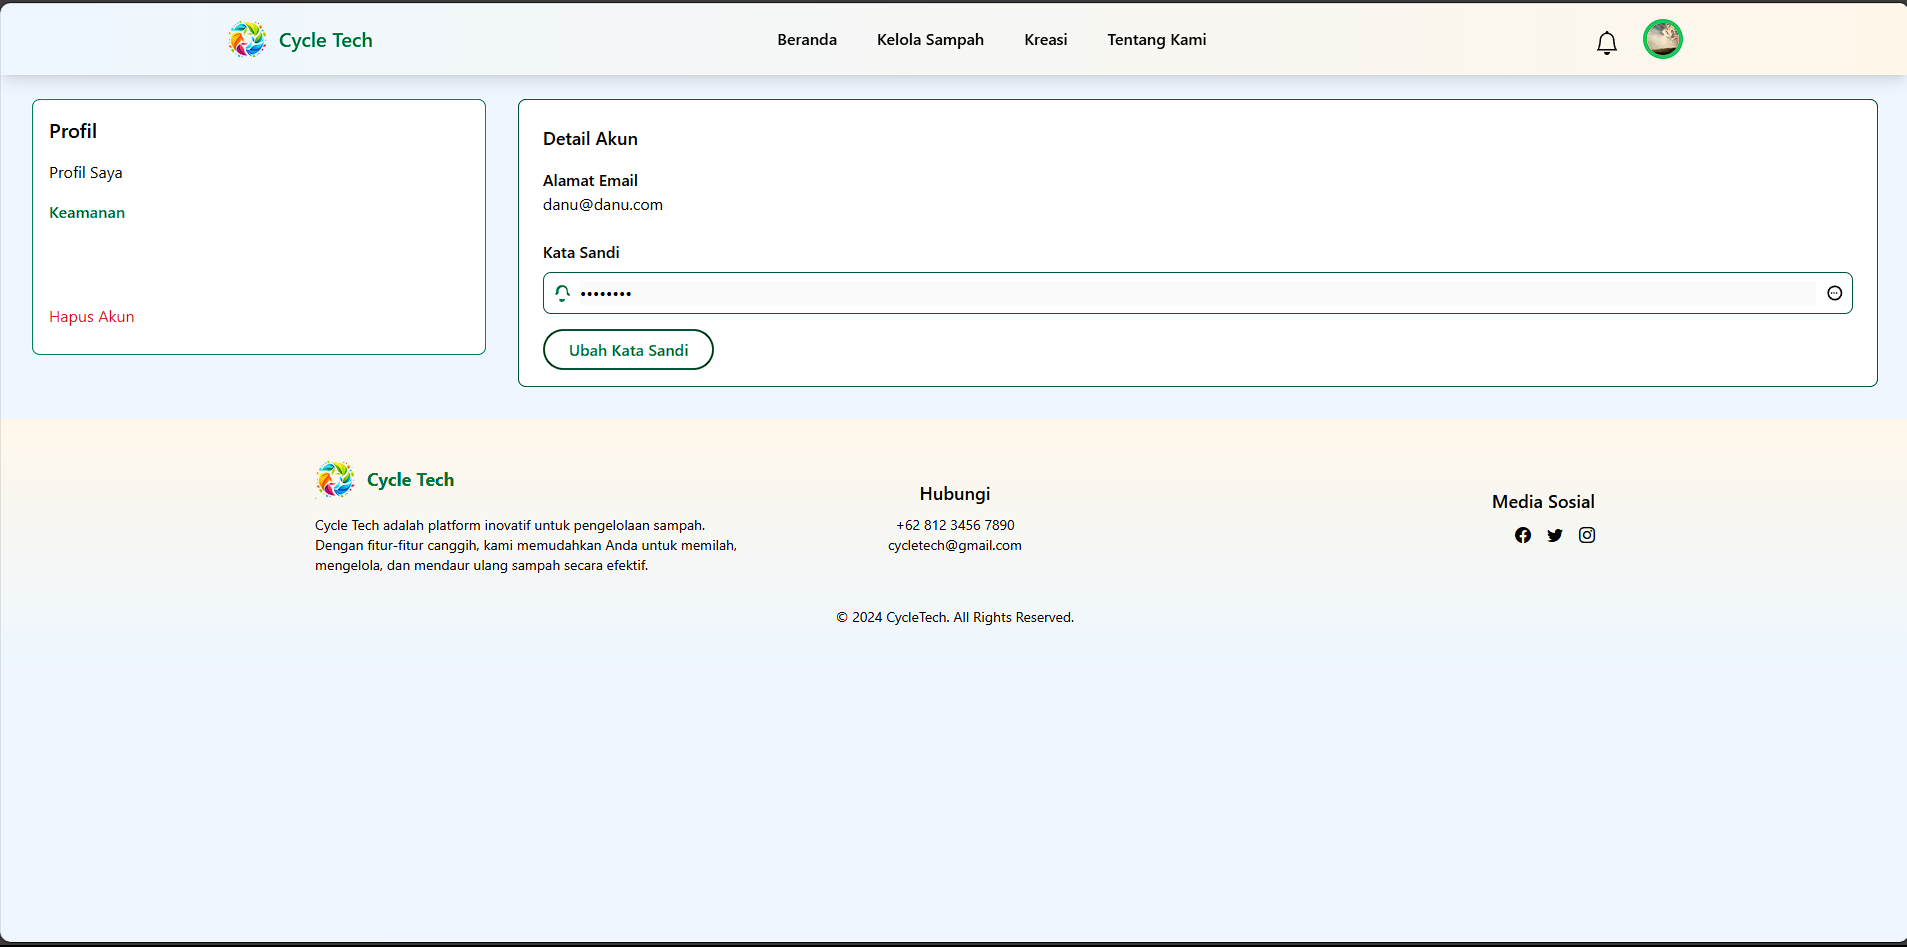 Cycle Tech
Beranda
Kelola Sampah
Kreasi
Tentang Kami
Profil
Profil Saya
Keamanan
Hapus Akun
Detail Akun
Alamat Email
danu@danu.com
Kata Sandi
••••••••
Ubah Kata Sandi
Cycle Tech
Cycle Tech adalah platform inovatif untuk pengelolaan sampah.
Dengan fitur-fitur canggih, kami memudahkan Anda untuk memilah,
mengelola, dan mendaur ulang sampah secara efektif.
Hubungi
+62 812 3456 7890
cycletech@gmail.com
Media Sosial
© 2024 CycleTech. All Rights Reserved.